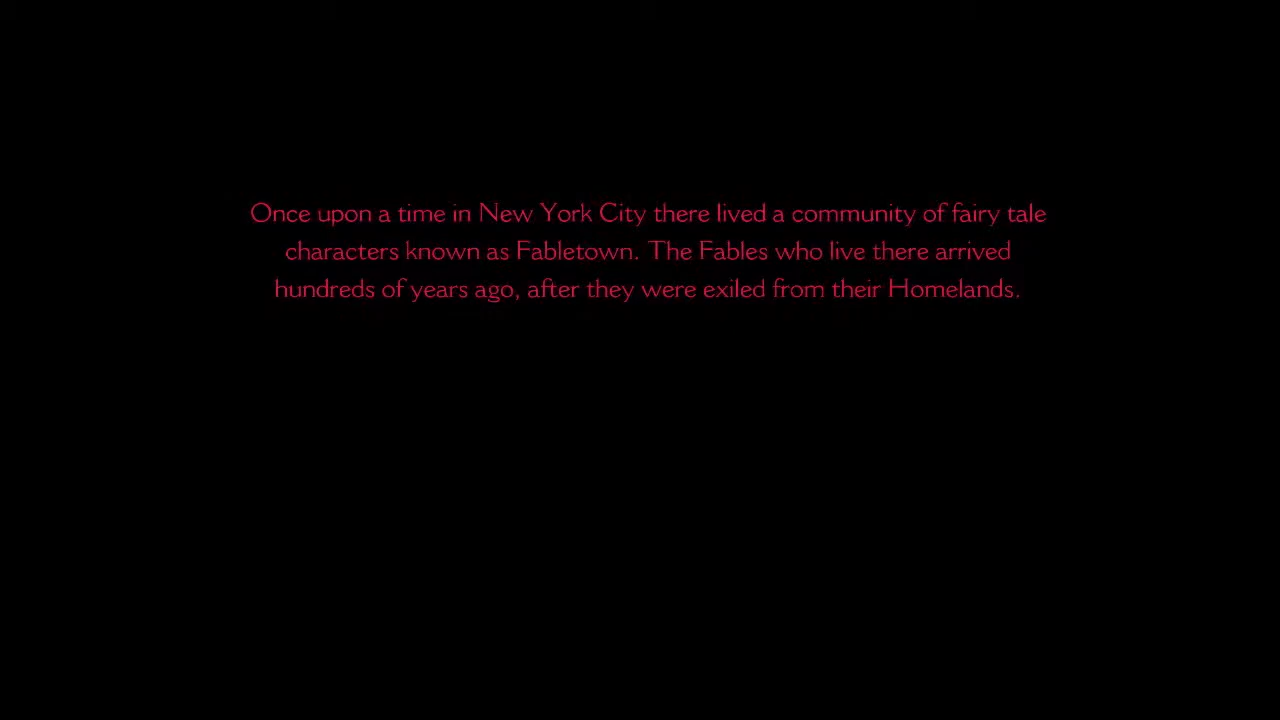 Once upon a time in New York City there lived a community of fairy tale
characters known as Fabletown. The Fables who live there arrived
hundreds of years ago, after they were exiled from their Homelands.